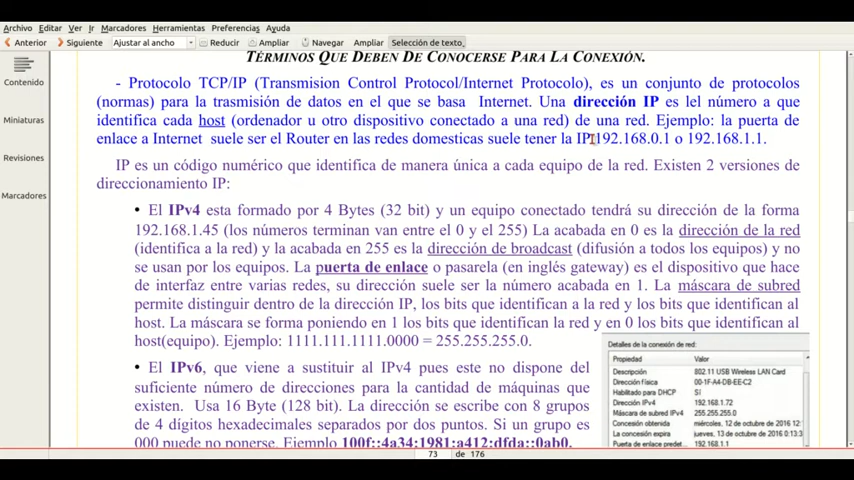 Archivo Editar Ver Ir Marcadores Herramientas Preferencias Ayuda
Anterior Siguiente Ajustar al ancho Reducir Ampliar Navegar Ampliar Selección de texto
Contenido
Miniaturas
Revisiones
Marcadores
TÉRMINOS QUE DEBEN DE CONOCERSE PARA LA CONEXIÓN.
- Protocolo TCP/IP (Transmision Control Protocol/Internet Protocolo), es un conjunto de protocolos
(normas) para la trasmisión de datos en el que se basa Internet. Una dirección IP es lel número a que
identifica cada host (ordenador u otro dispositivo conectado a una red) de una red. Ejemplo: la puerta de
enlace a Internet suele ser el Router en las redes domesticas suele tener la IP 192.168.0.1 o 192.168.1.1.
IP es un código numérico que identifica de manera única a cada equipo de la red. Existen 2 versiones de
direccionamiento IP:
• El IPv4 esta formado por 4 Bytes (32 bit) y un equipo conectado tendrá su dirección de la forma
192.168.1.45 (los números terminan van entre el 0 y el 255) La acabada en 0 es la dirección de la red
(identifica a la red) y la acabada en 255 es la dirección de broadcast (difusión a todos los equipos) y no
se usan por los equipos. La puerta de enlace o pasarela (en inglés gateway) es el dispositivo que hace
de interfaz entre varias redes, su dirección suele ser la número acabada en 1. La máscara de subred
permite distinguir dentro de la dirección IP, los bits que identifican a la red y los bits que identifican al
host. La máscara se forma poniendo en 1 los bits que identifican la red y en 0 los bits que identifican al
host(equipo). Ejemplo: 1111.111.1111.0000 = 255.255.255.0.
• El IPv6, que viene a sustituir al IPv4 pues este no dispone del
suficiente número de direcciones para la cantidad de máquinas que
existen. Usa 16 Byte (128 bit). La dirección se escribe con 8 grupos
de 4 dígitos hexadecimales separados por dos puntos. Si un grupo es
000 puede no ponerse. Ejemplo 100f::4a34:1981:a412:dfda::0ab0.
Detalles de la conexión de red:
Propiedad Valor
Descripción 802.11 USB Wireless LAN Card
Dirección física 00-1F-A4-DB-EE-C2
Habilitado para DHCP Sí
Dirección IPv4 192.168.1.72
Máscara de subred IPv4 255.255.255.0
Concesión obtenida miércoles, 12 de octubre de 2016 12
La concesión expira jueves, 13 de octubre de 2016 0:13:3
Puerta de enlace predet... 192.168.1.1
73 de 176